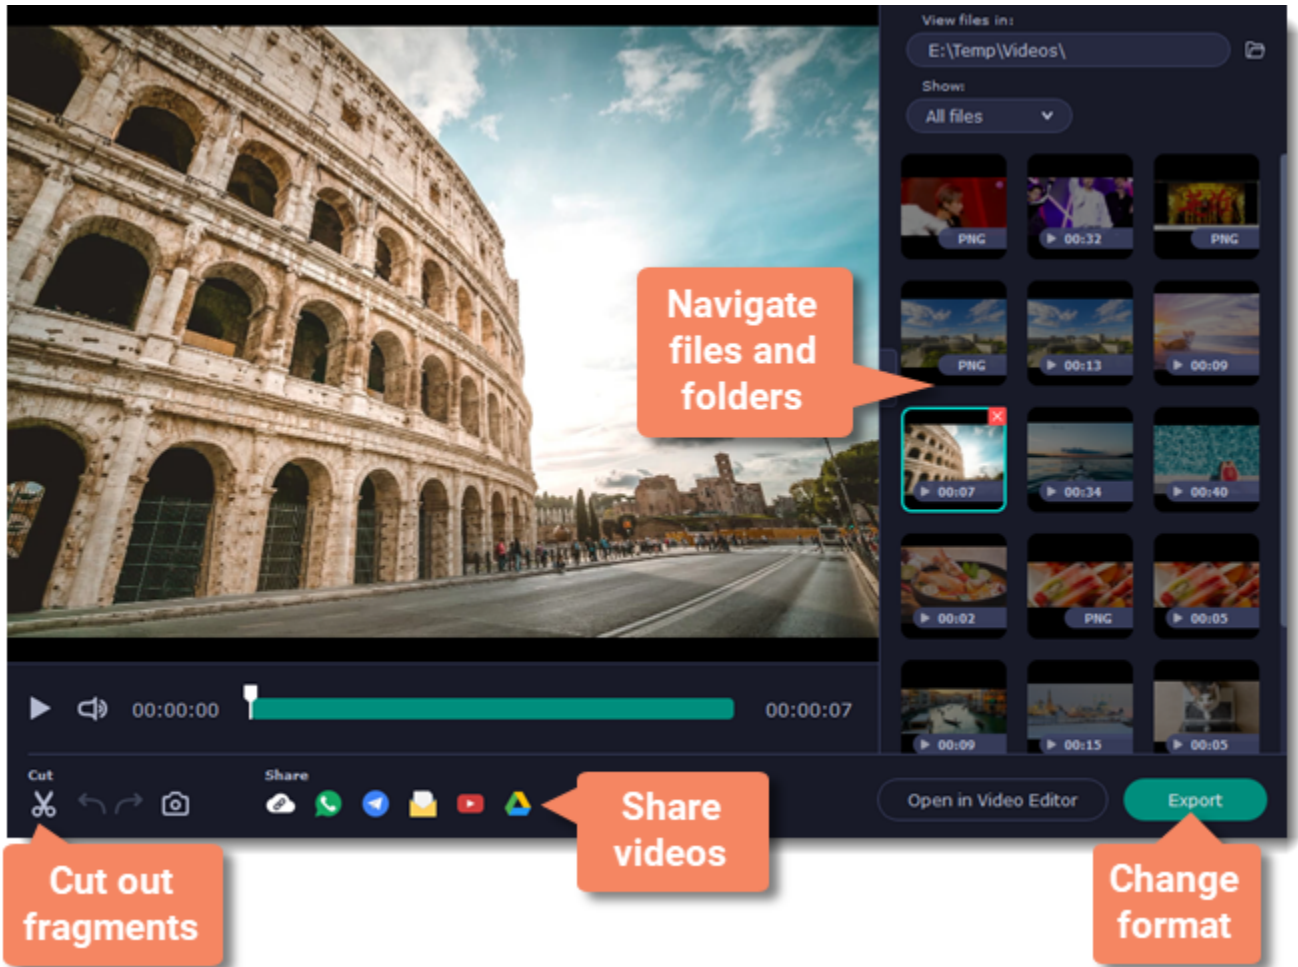 View files in:
E:\Temp\Videos\
Show:
All files
PNG
00:32
PNG
Navigate
files and
folders
PNG
00:13
00:09
00:07
00:34
00:40
00:02
PNG
00:05
00:09
00:15
00:05
00:00:00
00:00:07
Cut
Share
Open in Video Editor
Export
Share
videos
Cut out
fragments
Change
format